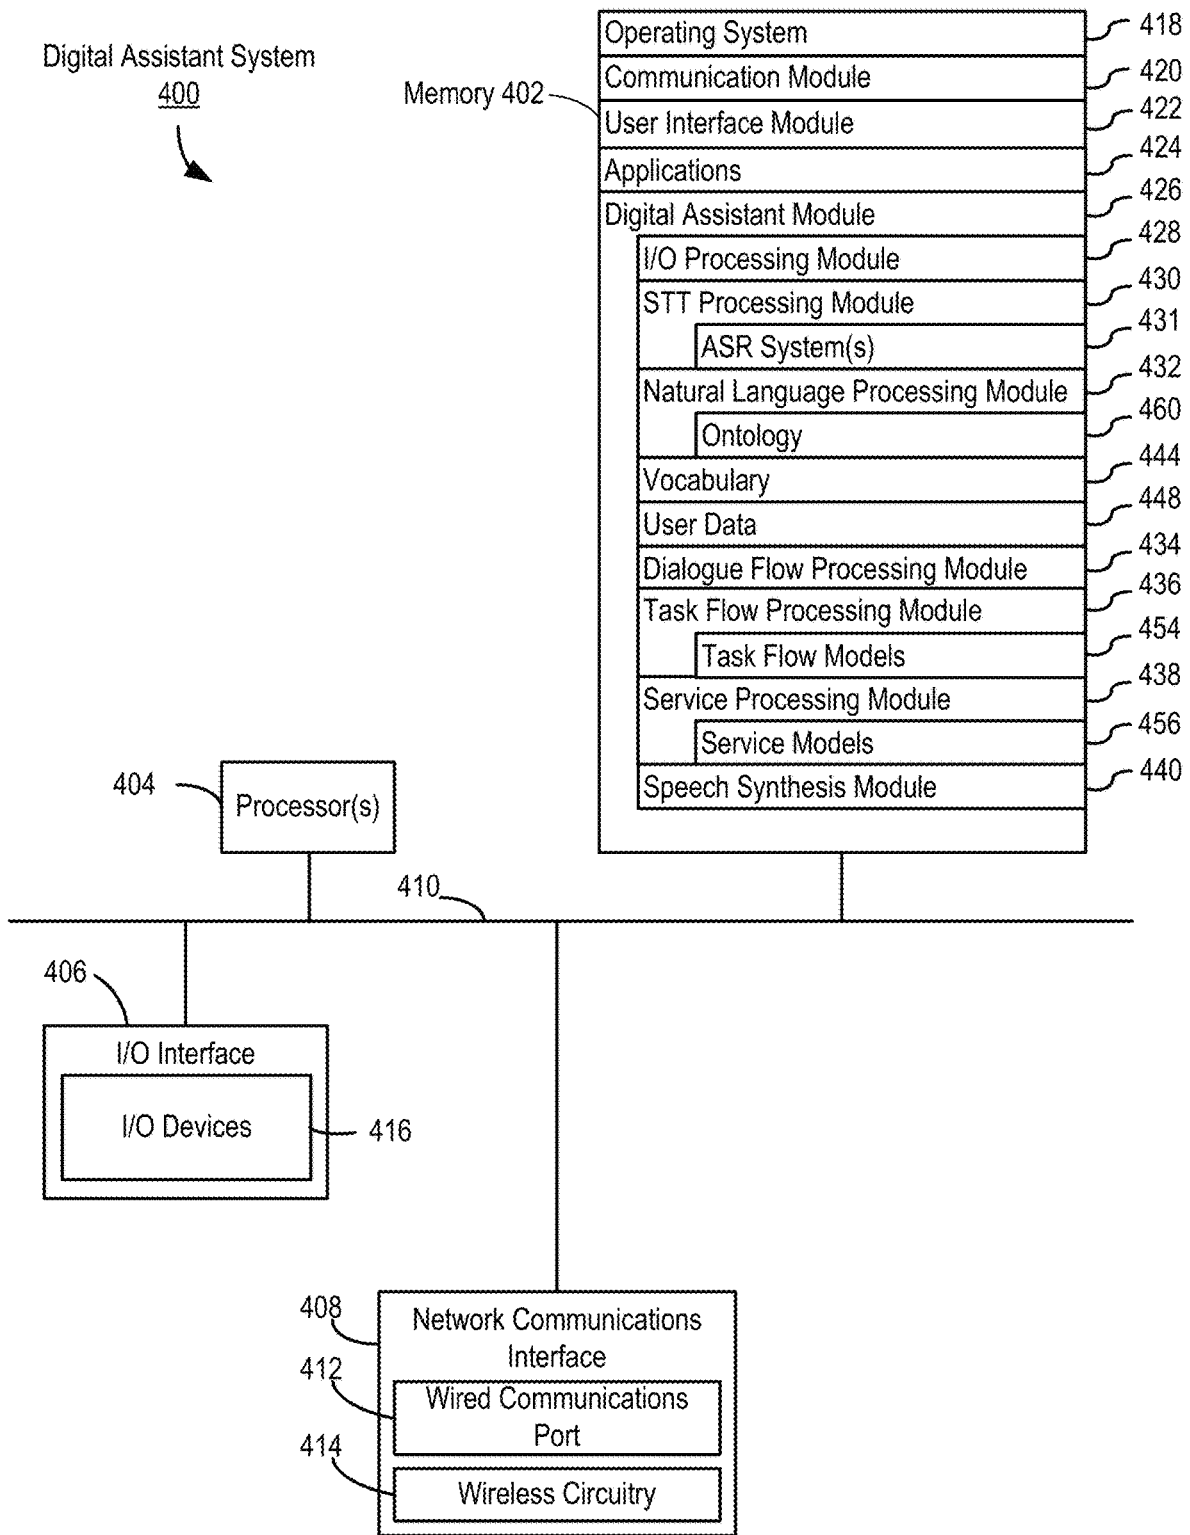 Digital Assistant System
400
Memory 402
Operating System 418
Communication Module 420
User Interface Module 422
Applications 424
Digital Assistant Module 426
I/O Processing Module 428
STT Processing Module 430
ASR System(s) 431
Natural Language Processing Module 432
Ontology 460
Vocabulary 444
User Data 448
Dialogue Flow Processing Module 434
Task Flow Processing Module 436
Task Flow Models 454
Service Processing Module 438
Service Models 456
Speech Synthesis Module 440
404
Processor(s)
410
406
I/O Interface
I/O Devices
416
408
Network Communications
Interface
412
Wired Communications
Port
414
Wireless Circuitry